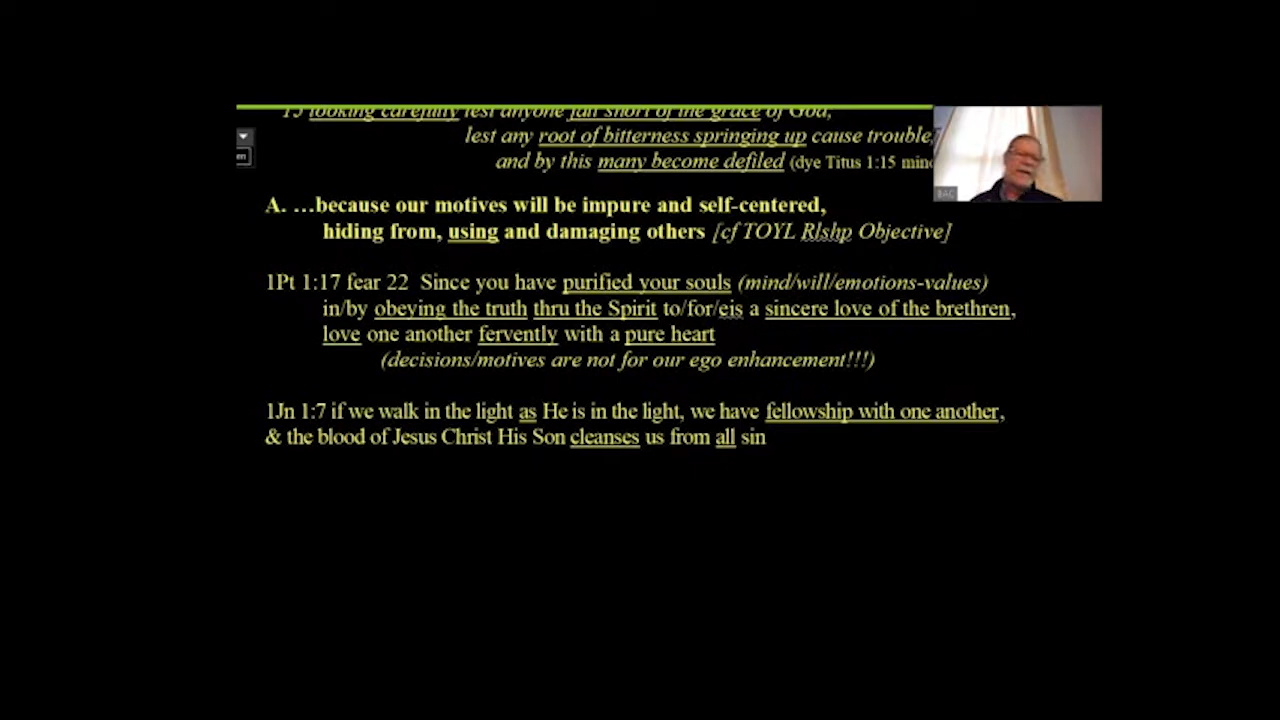 15 looking carefully lest anyone fall short of the grace of God,
lest any root of bitterness springing up cause trouble,
and by this many become defiled (dye Titus 1:15
A. …because our motives will be impure and self-centered,
hiding from, using and damaging others [cf TOYL Rlshp Objective]
1Pt 1:17 fear 22 Since you have purified your souls (mind/will/emotions-values)
in/by obeying the truth thru the Spirit to/for/eis a sincere love of the brethren,
love one another fervently with a pure heart
(decisions/motives are not for our ego enhancement!!!)
1Jn 1:7 if we walk in the light as He is in the light, we have fellowship with one another,
& the blood of Jesus Christ His Son cleanses us from all sin